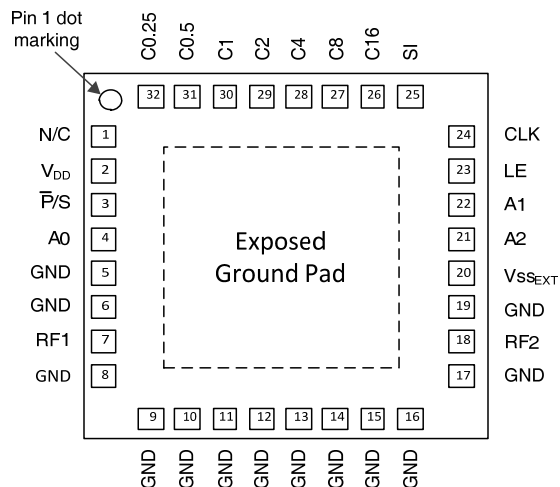 Pin 1 dot
marking
C0.25
C0.5
C1
C2
C4
C8
C16
SI
32 31 30 29 28 27 26 25
N/C 1
VDD 2
P̅/S 3
A0 4
GND 5
GND 6
RF1 7
GND 8
Exposed
Ground Pad
24 CLK
23 LE
22 A1
21 A2
20 VssEXT
19 GND
18 RF2
17 GND
9 10 11 12 13 14 15 16
GND
GND
GND
GND
GND
GND
GND
GND